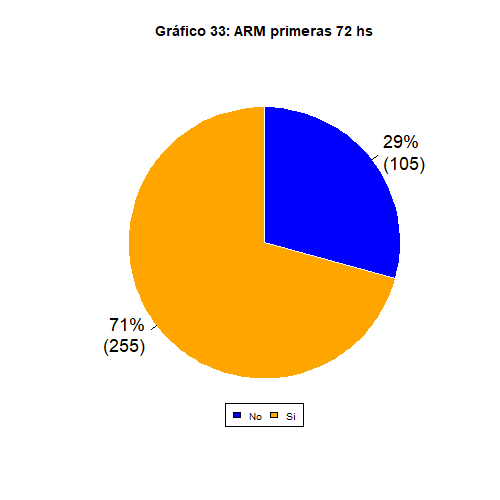 Gráfico 33: ARM primeras 72 hs
29%
(105)
71%
(255)
No Si